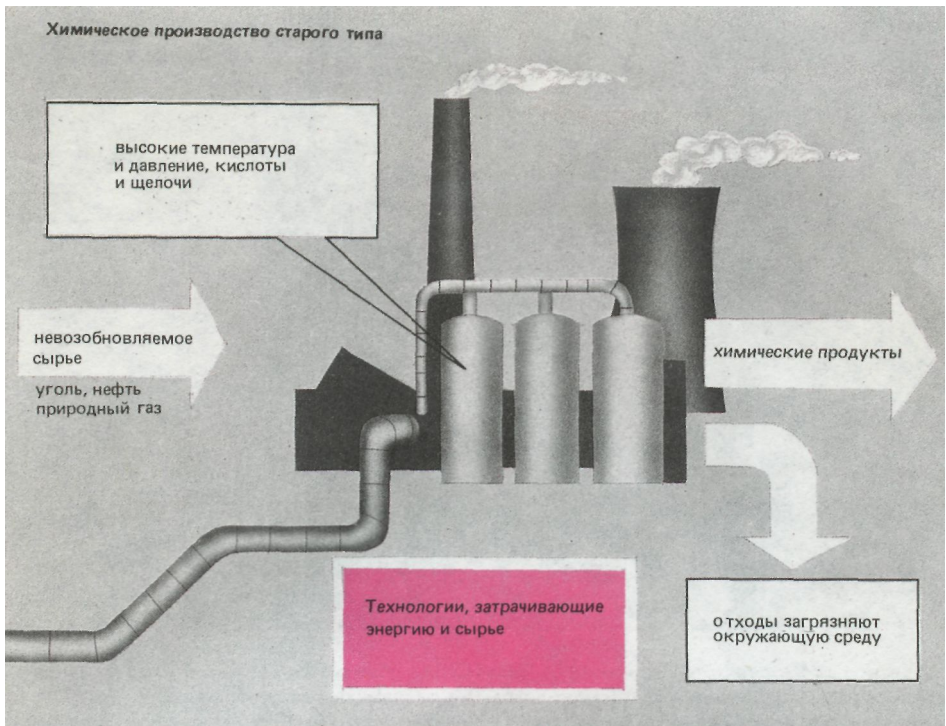 Химическое производство старого типа
высокие температура
и давление, кислоты
и щелочи
невозобновляемое
сырье
уголь, нефть
природный газ
химические продукты
Технологии, затрачивающие
энергию и сырье
отходы загрязняют
окружающую среду